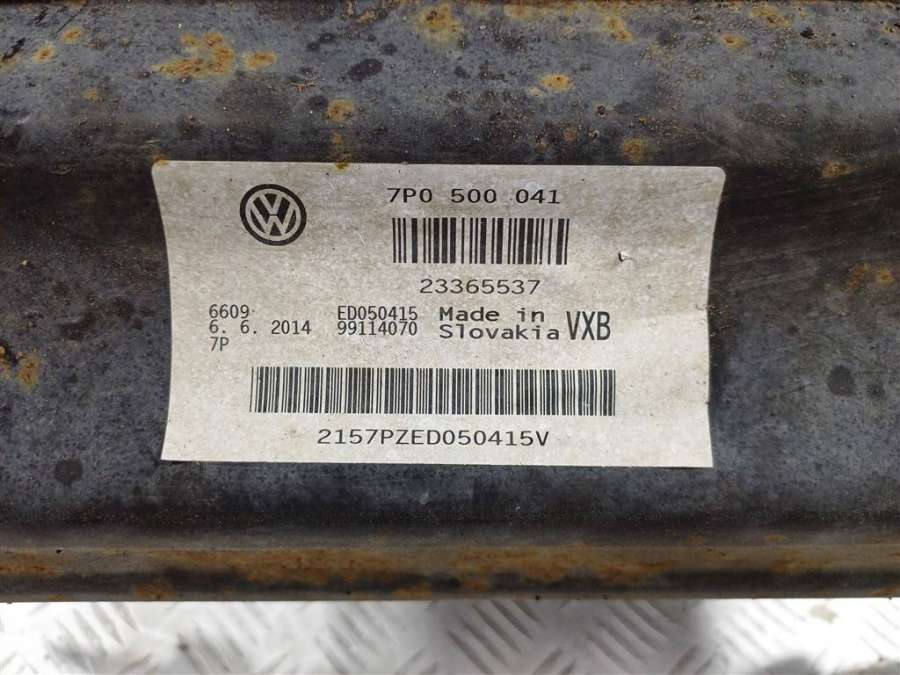 7P0 500 041
23365537
6609 ED050415 Made in
6. 6. 2014 99114070 Slovakia VXB
7P
2157PZED050415V